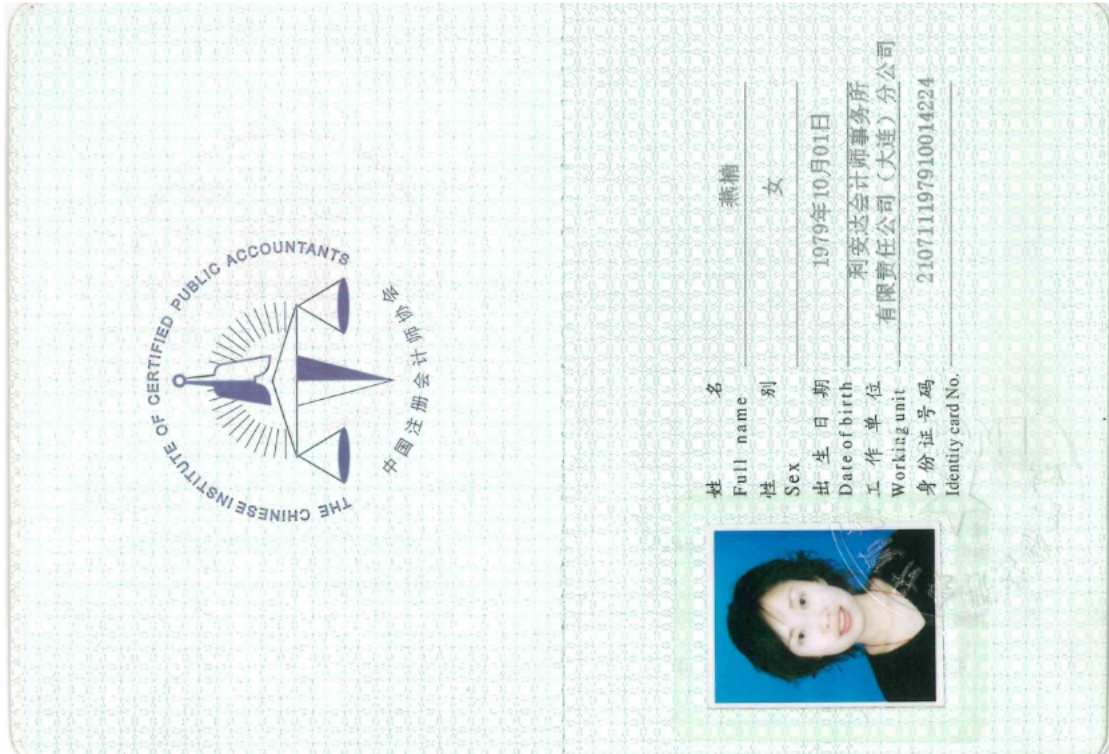 THE CHINESE INSTITUTE OF CERTIFIED PUBLIC ACCOUNTANTS
中国注册会计师协会
姓 名 燕楠
Full name
性 别 女
Sex
出生日期 1979年10月01日
Date of birth
工作单位 利安达会计师事务所
Working unit 有限责任公司（大连）分公司
身份证号码 210711197910014224
Identity card No.